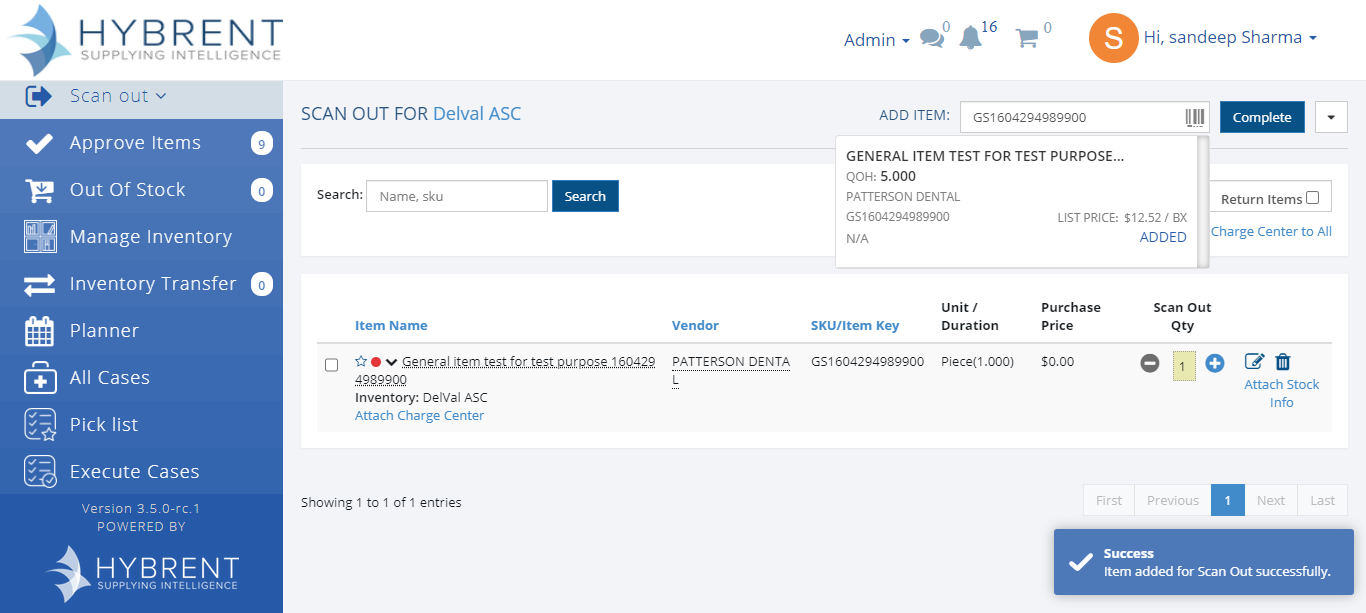 HYBRENT
SUPPLYING INTELLIGENCE
Admin
0
16
0
S
Hi, sandeep Sharma
Scan out
Approve Items
9
Out Of Stock
0
Manage Inventory
Inventory Transfer
0
Planner
All Cases
Pick list
Execute Cases
Version 3.5.0-rc.1
POWERED BY
HYBRENT
SUPPLYING INTELLIGENCE
SCAN OUT FOR Delval ASC
ADD ITEM:
GS1604294989900
Complete
GENERAL ITEM TEST FOR TEST PURPOSE...
QOH: 5.000
PATTERSON DENTAL
GS1604294989900
LIST PRICE: $12.52 / BX
N/A
ADDED
Search:
Name, sku
Search
Return Items
Charge Center to All
Item Name
Vendor
SKU/Item Key
Unit /
Duration
Purchase
Price
Scan Out
Qty
General item test for test purpose 160429
4989900
Inventory: DelVal ASC
Attach Charge Center
PATTERSON DENTA
L
GS1604294989900
Piece(1.000)
$0.00
1
Attach Stock
Info
Showing 1 to 1 of 1 entries
First
Previous
1
Next
Last
Success
Item added for Scan Out successfully.